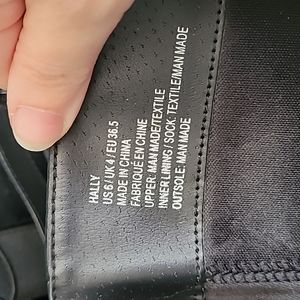 HALLY
US 6 / UK 4 / EU 36.5
MADE IN CHINA
FABRIQUÉ EN CHINE
UPPER: MAN MADE/TEXTILE
INNER LINING / SOCK: TEXTILE/MAN MADE
OUTSOLE: MAN MADE